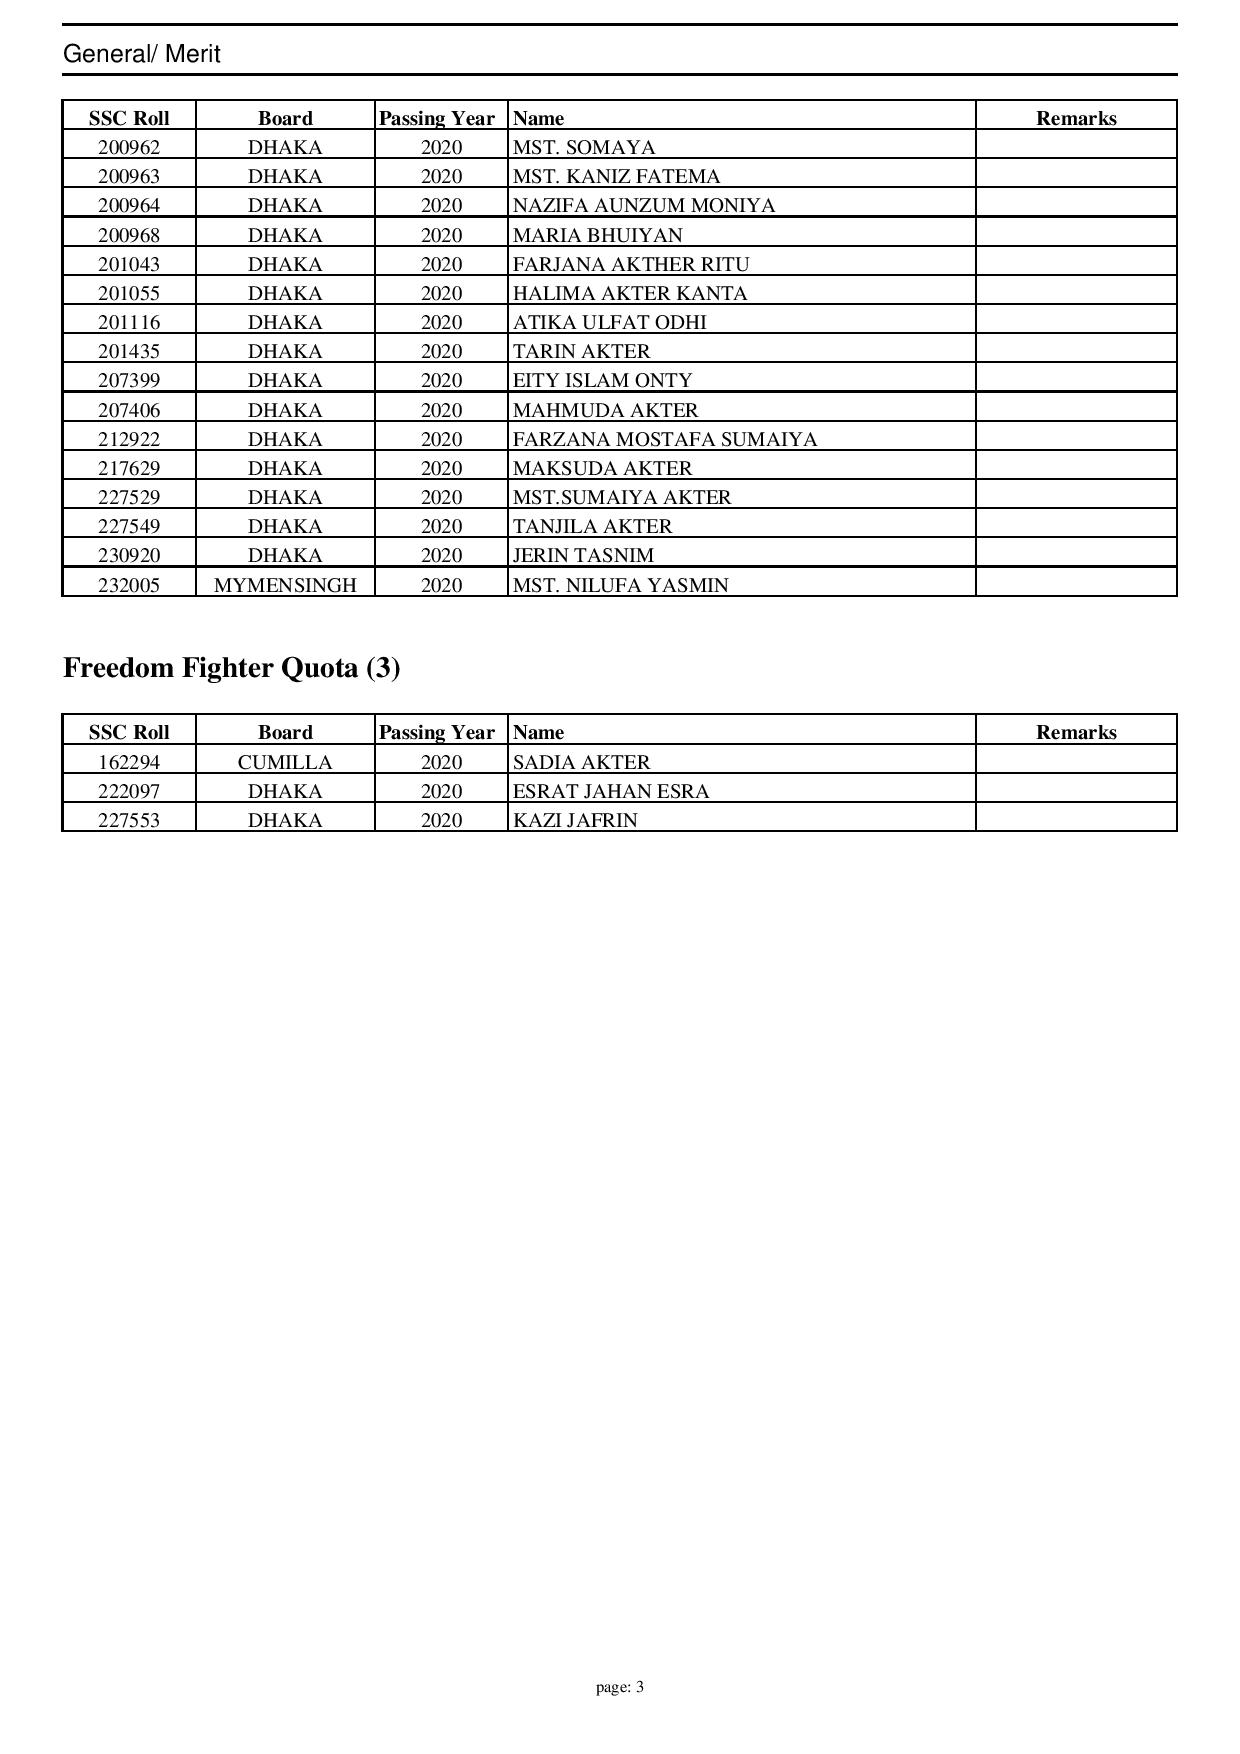 General/ Merit
SSC Roll Board Passing Year Name Remarks
200962 DHAKA 2020 MST. SOMAYA
200963 DHAKA 2020 MST. KANIZ FATEMA
200964 DHAKA 2020 NAZIFA AUNZUM MONIYA
200968 DHAKA 2020 MARIA BHUIYAN
201043 DHAKA 2020 FARJANA AKTHER RITU
201055 DHAKA 2020 HALIMA AKTER KANTA
201116 DHAKA 2020 ATIKA ULFAT ODHI
201435 DHAKA 2020 TARIN AKTER
207399 DHAKA 2020 EITY ISLAM ONTY
207406 DHAKA 2020 MAHMUDA AKTER
212922 DHAKA 2020 FARZANA MOSTAFA SUMAIYA
217629 DHAKA 2020 MAKSUDA AKTER
227529 DHAKA 2020 MST.SUMAIYA AKTER
227549 DHAKA 2020 TANJILA AKTER
230920 DHAKA 2020 JERIN TASNIM
232005 MYMENSINGH 2020 MST. NILUFA YASMIN
Freedom Fighter Quota (3)
SSC Roll Board Passing Year Name Remarks
162294 CUMILLA 2020 SADIA AKTER
222097 DHAKA 2020 ESRAT JAHAN ESRA
227553 DHAKA 2020 KAZI JAFRIN
page: 3